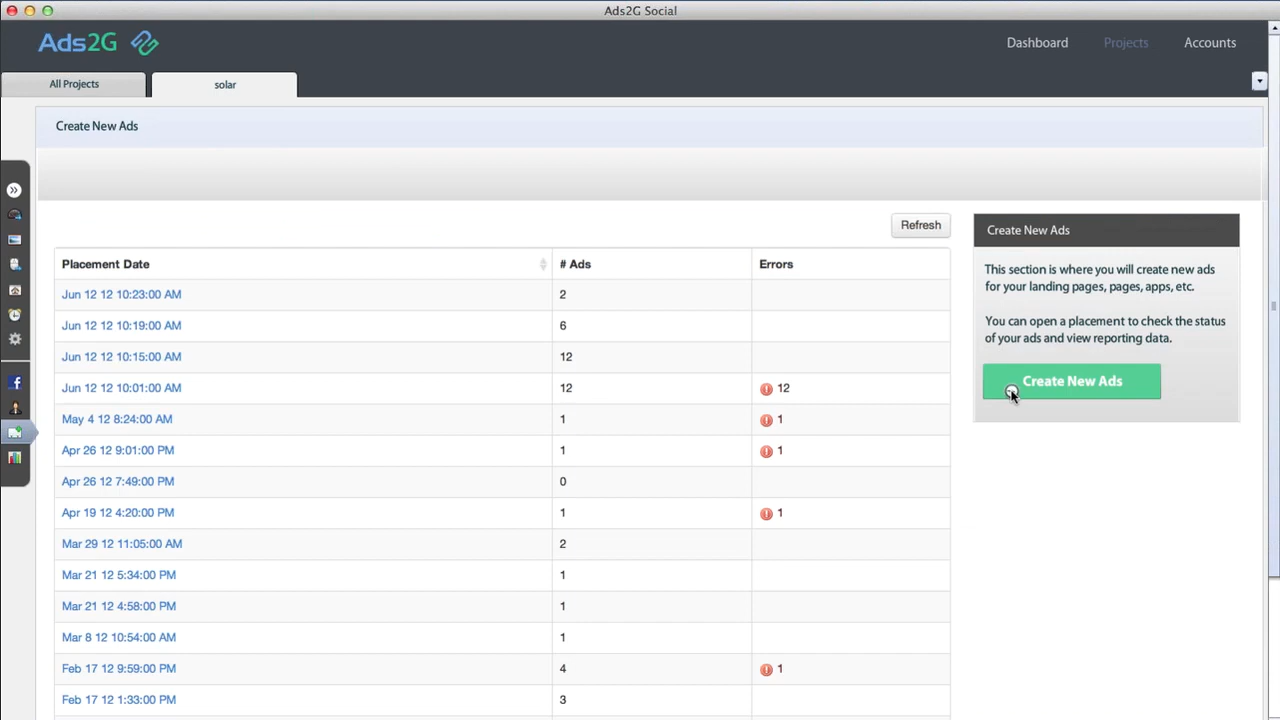 Ads2G Social
Ads2G
Dashboard Projects Accounts
All Projects solar
Create New Ads
Refresh
Placement Date # Ads Errors
Jun 12 12 10:23:00 AM 2
Jun 12 12 10:19:00 AM 6
Jun 12 12 10:15:00 AM 12
Jun 12 12 10:01:00 AM 12 12
May 4 12 8:24:00 AM 1 1
Apr 26 12 9:01:00 PM 1 1
Apr 26 12 7:49:00 PM 0
Apr 19 12 4:20:00 PM 1 1
Mar 29 12 11:05:00 AM 2
Mar 21 12 5:34:00 PM 1
Mar 21 12 4:58:00 PM 1
Mar 8 12 10:54:00 AM 1
Feb 17 12 9:59:00 PM 4 1
Feb 17 12 1:33:00 PM 3
Create New Ads
This section is where you will create new ads
for your landing pages, pages, apps, etc.
You can open a placement to check the status
of your ads and view reporting data.
Create New Ads